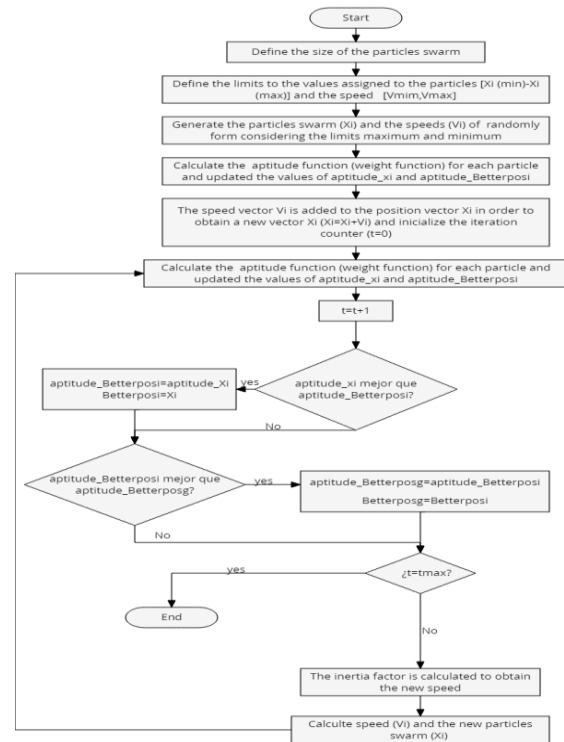 Start
Define the size of the particles swarm
Define the limits to the values assigned to the particles [Xi (min)-Xi
(max)] and the speed [Vmim,Vmax]
Generate the particles swarm (Xi) and the speeds (Vi) of randomly
form considering the limits maximum and minimum
Calculate the aptitude function (weight function) for each particle
and updated the values of aptitude_xi and aptitude_Betterposi
The speed vector Vi is added to the position vector Xi in order to
obtain a new vector Xi (Xi=Xi+Vi) and inicialize the iteration
counter (t=0)
Calculate the aptitude function (weight function) for each particle and
updated the values of aptitude_xi and aptitude_Betterposi
t=t+1
aptitude_xi mejor que
aptitude_Betterposi?
yes
aptitude_Betterposi=aptitude_Xi
Betterposi=Xi
No
aptitude_Betterposi mejor que
aptitude_Betterposg?
yes
aptitude_Betterposg=aptitude_Betterposi
Betterposg=Betterposi
No
¿t=tmax?
yes
End
No
The inertia factor is calculated to obtain
the new speed
Calculte speed (Vi) and the new particles
swarm (Xi)